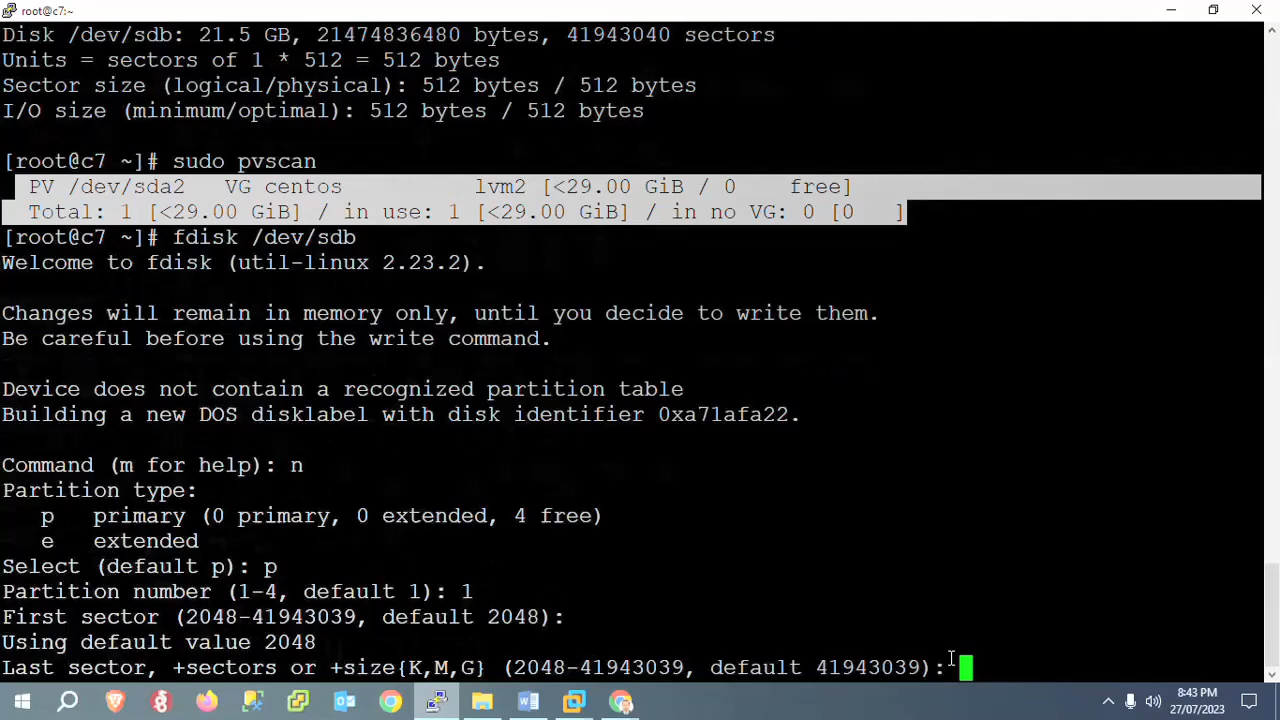 root@c7:~
Disk /dev/sdb: 21.5 GB, 21474836480 bytes, 41943040 sectors
Units = sectors of 1 * 512 = 512 bytes
Sector size (logical/physical): 512 bytes / 512 bytes
I/O size (minimum/optimal): 512 bytes / 512 bytes
[root@c7 ~]# sudo pvscan
PV /dev/sda2   VG centos          lvm2 [<29.00 GiB / 0    free]
Total: 1 [<29.00 GiB] / in use: 1 [<29.00 GiB] / in no VG: 0 [0   ]
[root@c7 ~]# fdisk /dev/sdb
Welcome to fdisk (util-linux 2.23.2).
Changes will remain in memory only, until you decide to write them.
Be careful before using the write command.
Device does not contain a recognized partition table
Building a new DOS disklabel with disk identifier 0xa71afa22.
Command (m for help): n
Partition type:
p   primary (0 primary, 0 extended, 4 free)
e   extended
Select (default p): p
Partition number (1-4, default 1): 1
First sector (2048-41943039, default 2048):
Using default value 2048
Last sector, +sectors or +size{K,M,G} (2048-41943039, default 41943039):
8:43 PM
27/07/2023